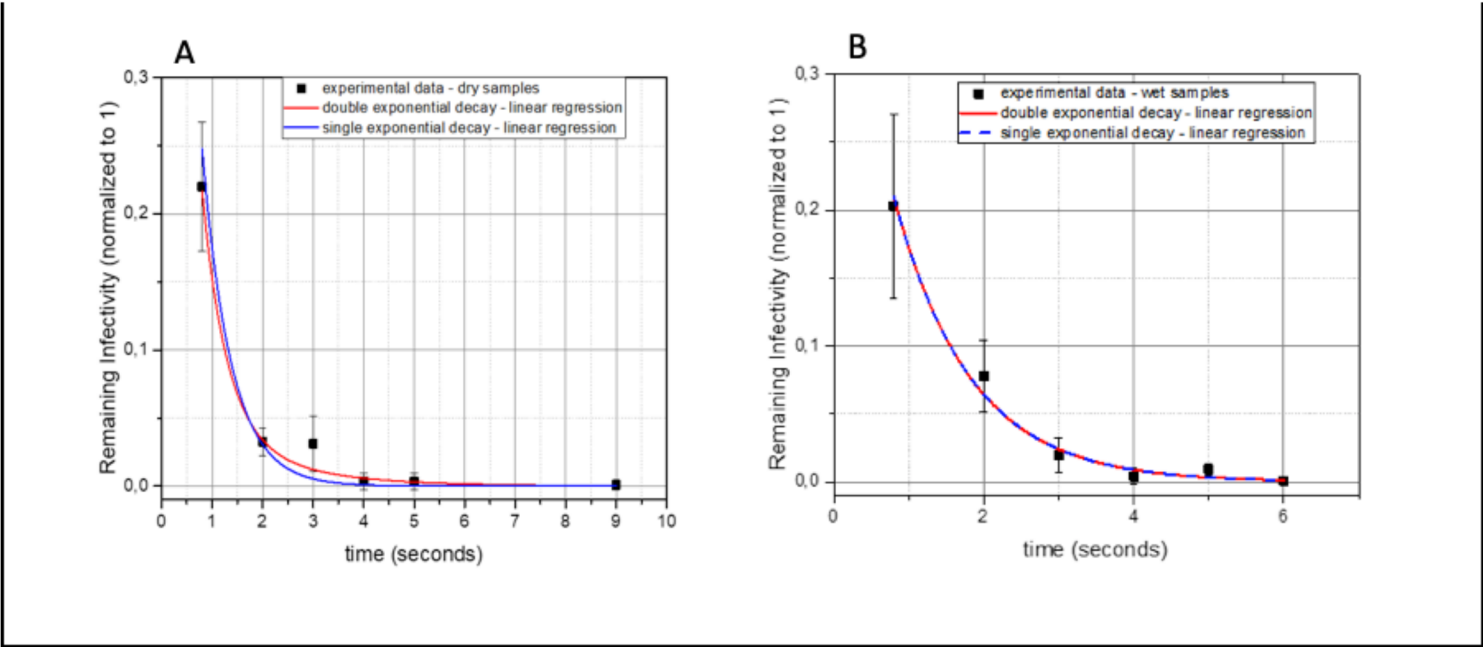 A
0,3
0,2
0,1
0,0
Remaining Infectivity (normalized to 1)
experimental data - dry samples
double exponential decay - linear regression
single exponential decay - linear regression
0 1 2 3 4 5 6 7 8 9 10
time (seconds)
B
0,3
0,2
0,1
0,0
Remaining Infectivity (normalized to 1)
experimental data - wet samples
double exponential decay - linear regression
single exponential decay - linear regression
0 2 4 6
time (seconds)